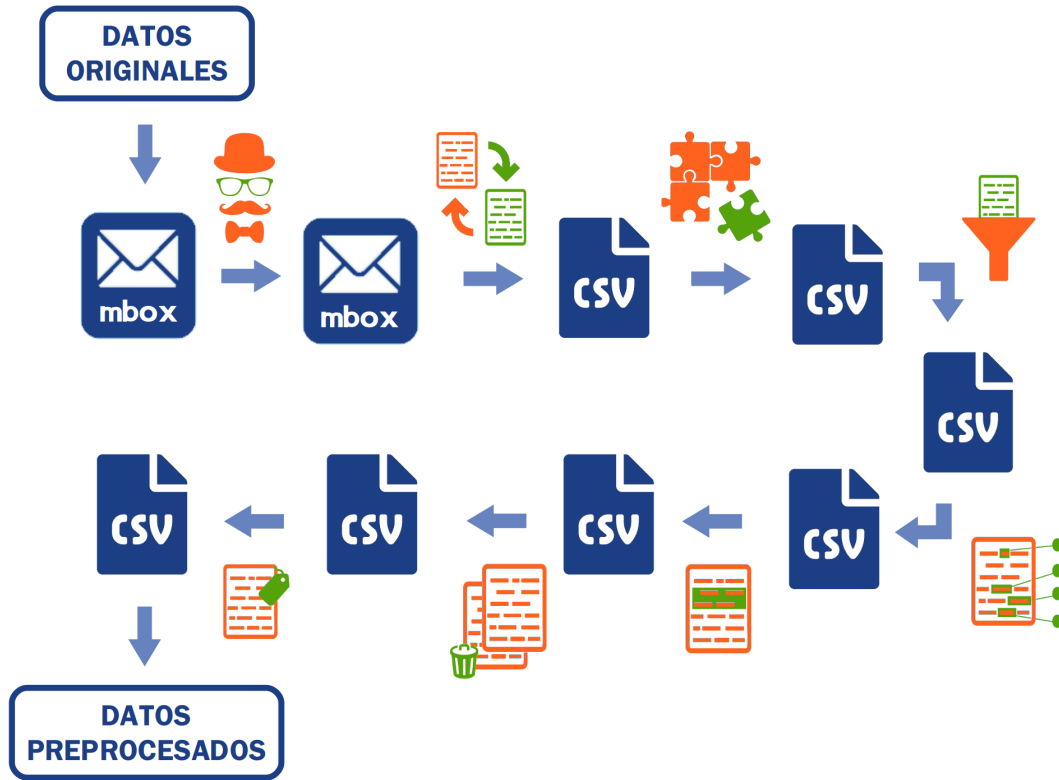 DATOS
ORIGINALES
mbox
mbox
CSV
CSV
CSV
CSV
CSV
CSV
CSV
DATOS
PREPROCESADOS